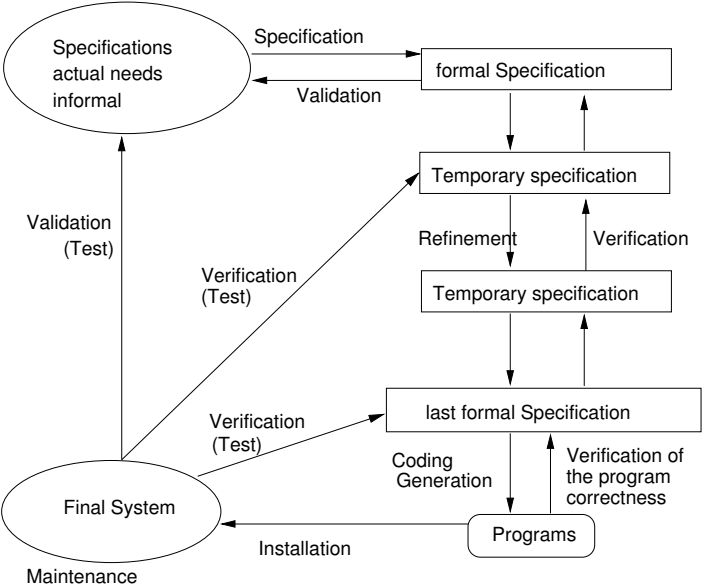 Specifications
actual needs
informal
Specification
Validation
formal Specification
Temporary specification
Validation
(Test)
Refinement
Verification
Verification
(Test)
Temporary specification
Verification
(Test)
last formal Specification
Coding
Generation
Verification of
the program
correctness
Final System
Programs
Installation
Maintenance